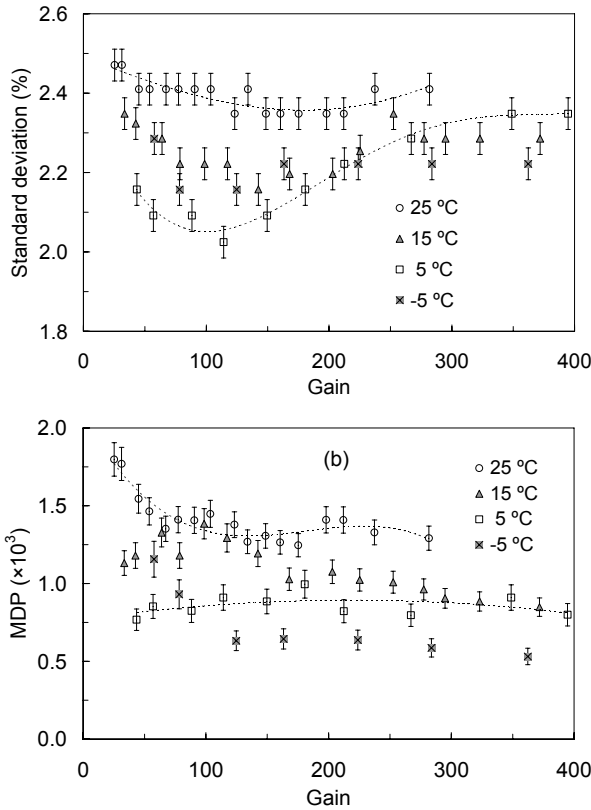 2.6
2.4
2.2
2.0
1.8
Standard deviation (%)
25 ºC
15 ºC
5 ºC
-5 ºC
0 100 200 300 400
Gain
2.0
1.5
1.0
0.5
0.0
MDP (×10³)
(b)
25 ºC
15 ºC
5 ºC
-5 ºC
0 100 200 300 400
Gain